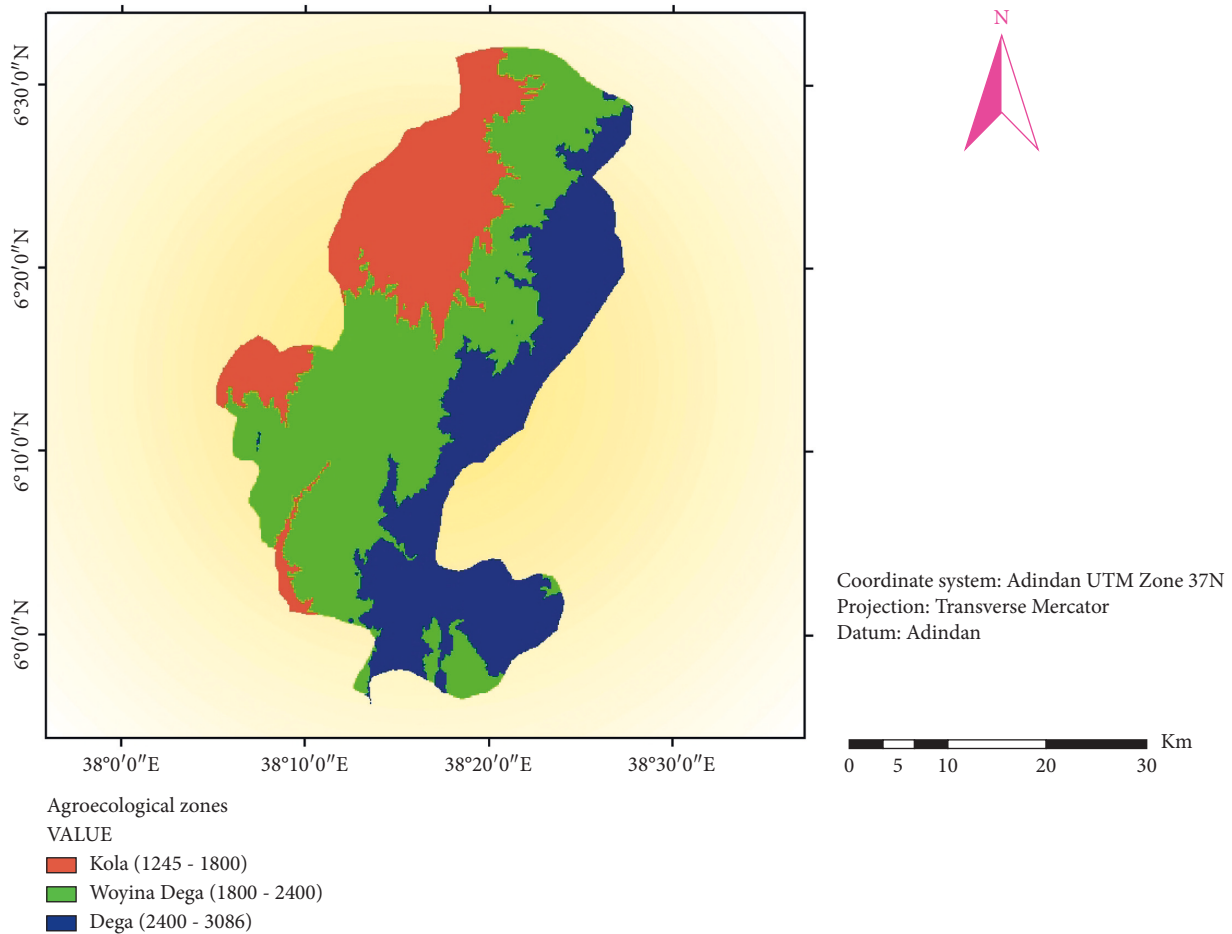 N
6°30′0″N
6°20′0″N
6°10′0″N
6°0′0″N
38°0′0″E
38°10′0″E
38°20′0″E
38°30′0″E
Coordinate system: Adindan UTM Zone 37N
Projection: Transverse Mercator
Datum: Adindan
Km
0 5 10 20 30
Agroecological zones
VALUE
Kola (1245 - 1800)
Woyina Dega (1800 - 2400)
Dega (2400 - 3086)